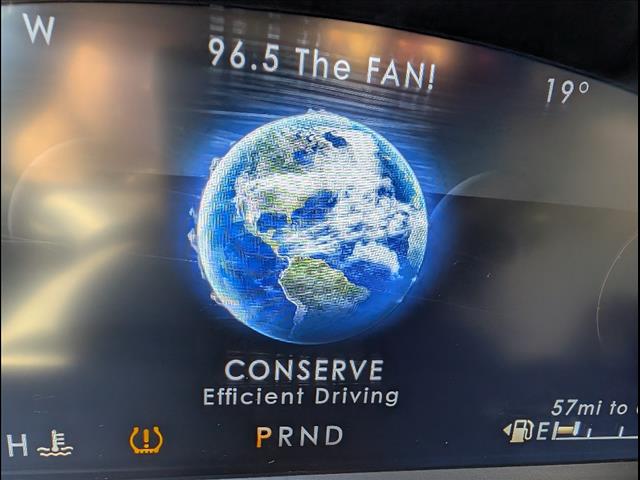 W
96.5 The FAN!
19°
CONSERVE
Efficient Driving
57mi to
H
PRND
E